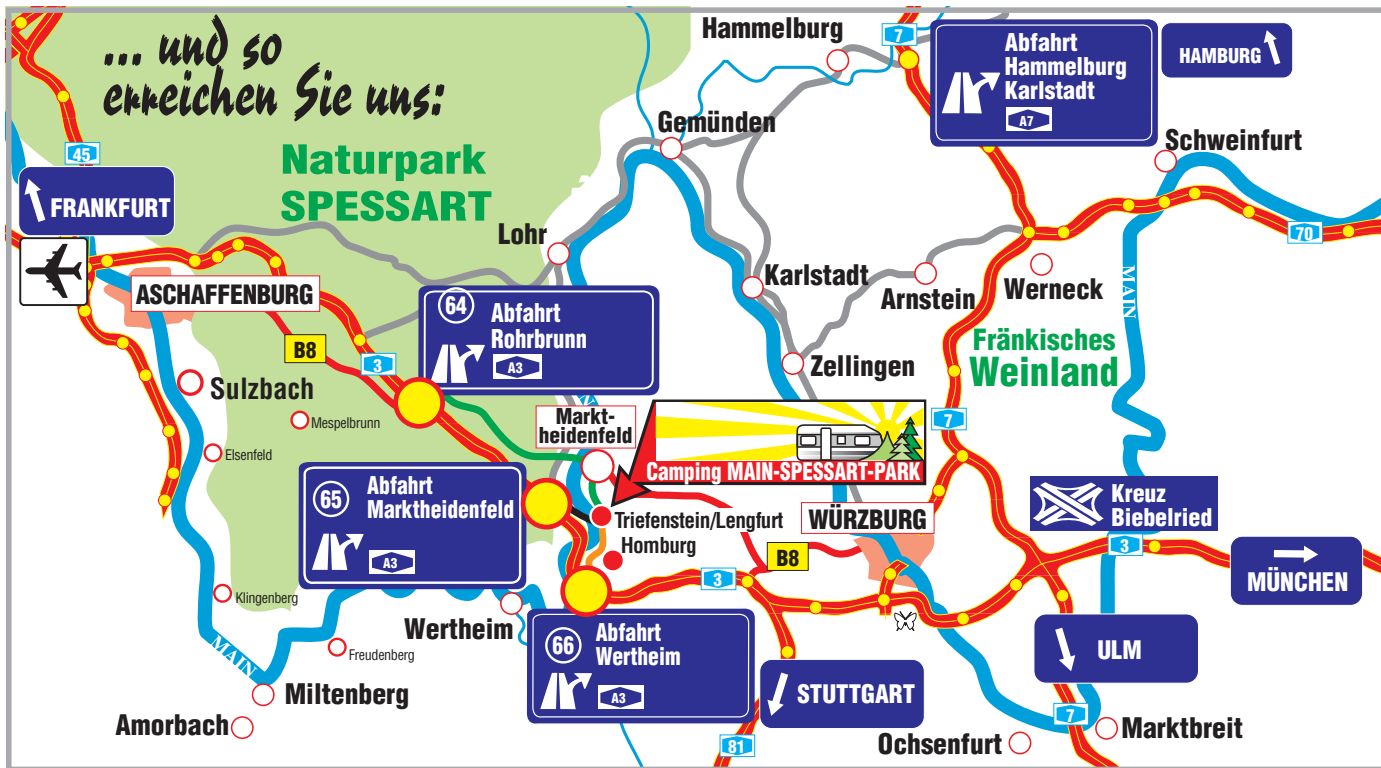 ... und so
erreichen Sie uns:
Hammelburg
7
Abfahrt
Hammelburg
Karlstadt
A7
HAMBURG
Gemünden
Schweinfurt
45
Naturpark
SPESSART
FRANKFURT
Lohr
70
Karlstadt
Arnstein
Werneck
MAIN
ASCHAFFENBURG
64
Abfahrt
Rohrbrunn
A3
B8
3
Fränkisches
Weinland
Zellingen
Sulzbach
Mespelbrunn
Markt-
heidenfeld
7
Elsenfeld
Camping MAIN-SPESSART-PARK
65
Abfahrt
Marktheidenfeld
A3
Triefenstein/Lengfurt
Homburg
WÜRZBURG
Kreuz
Biebelried
3
B8
3
MÜNCHEN
Klingenberg
Wertheim
66
Abfahrt
Wertheim
A3
MAIN
Freudenberg
ULM
Miltenberg
STUTTGART
Amorbach
7
Marktbreit
Ochsenfurt
81